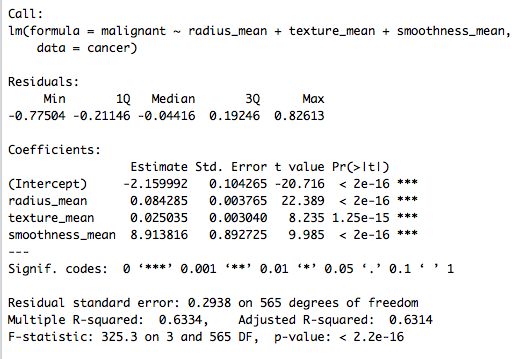 Call:
lm(formula = malignant ~ radius_mean + texture_mean + smoothness_mean,
    data = cancer)
Residuals:
     Min       1Q   Median       3Q      Max
-0.77504 -0.21146 -0.04416  0.19246  0.82613
Coefficients:
                 Estimate Std. Error t value Pr(>|t|)
(Intercept)     -2.159992   0.104265 -20.716  < 2e-16 ***
radius_mean      0.084285   0.003765  22.389  < 2e-16 ***
texture_mean     0.025035   0.003040   8.235 1.25e-15 ***
smoothness_mean  8.913816   0.892725   9.985  < 2e-16 ***
---
Signif. codes:  0 ‘***’ 0.001 ‘**’ 0.01 ‘*’ 0.05 ‘.’ 0.1 ‘ ’ 1
Residual standard error: 0.2938 on 565 degrees of freedom
Multiple R-squared:  0.6334,    Adjusted R-squared:  0.6314
F-statistic: 325.3 on 3 and 565 DF,  p-value: < 2.2e-16